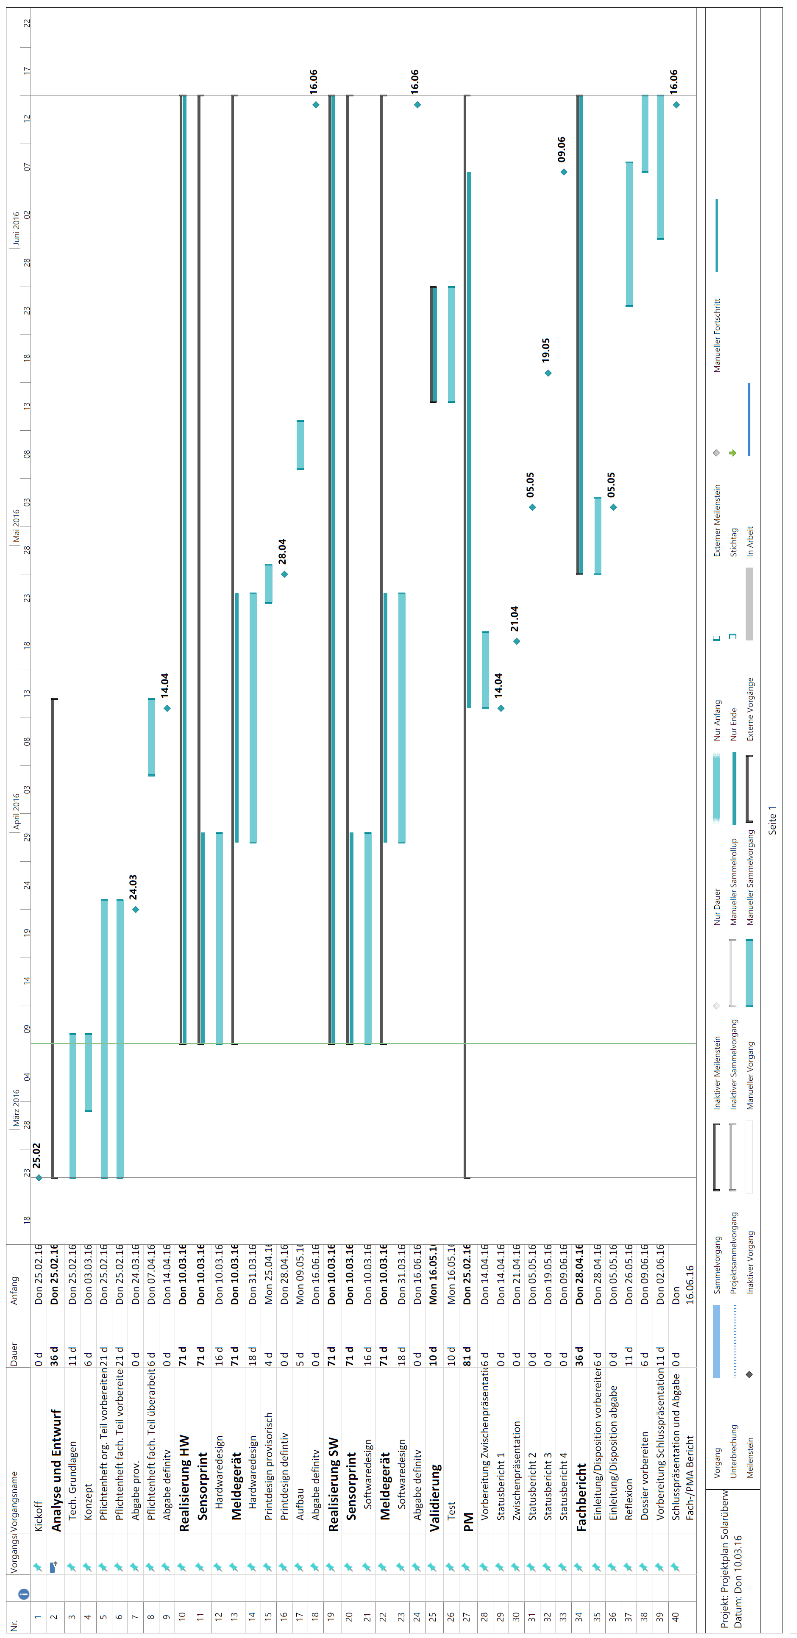 Nr. Vorgangsı Vorgangsname Dauer Anfang
März 2016 April 2016 Mai 2016 Juni 2016
18 23 28 04 09 14 19 24 29 03 08 13 18 23 28 03 08 13 18 23 28 02 07 12 17 22
1 Kickoff 0 d Don 25.02.16 25.02
2 Analyse und Entwurf 36 d Don 25.02.16
3 Tech. Grundlagen 11 d Don 25.02.16
4 Konzept 6 d Don 03.03.16
5 Pflichtenheft org. Teil vorbereiten 21 d Don 25.02.16
6 Pflichtenheft fach. Teil vorbereite 21 d Don 25.02.16
7 Abgabe prov. 0 d Don 24.03.16 24.03
8 Pflichtenheft fach. Teil überarbeit 6 d Don 07.04.16
9 Abgabe definitv 0 d Don 14.04.16 14.04
10 Realisierung HW 71 d Don 10.03.16
11 Sensorprint 71 d Don 10.03.16
12 Hardwaredesign 16 d Don 10.03.16
13 Meldegerät 71 d Don 10.03.16
14 Hardwaredesign 18 d Don 31.03.16
15 Printdesign provisorisch 4 d Mon 25.04.16
16 Printdesign defintiv 0 d Don 28.04.16 28.04
17 Aufbau 5 d Mon 09.05.16
18 Abgabe definitv 0 d Don 16.06.16 16.06
19 Realisierung SW 71 d Don 10.03.16
20 Sensorprint 71 d Don 10.03.16
21 Softwaredesign 16 d Don 10.03.16
22 Meldegerät 71 d Don 10.03.16
23 Softwaredesign 18 d Don 31.03.16
24 Abgabe definitv 0 d Don 16.06.16 16.06
25 Validierung 10 d Mon 16.05.16
26 Test 10 d Mon 16.05.16
27 PM 81 d Don 25.02.16
28 Vorbereitung Zwischenpräsentatic 6 d Don 14.04.16
29 Statusbericht 1 0 d Don 14.04.16 14.04
30 Zwischenpräsentation 0 d Don 21.04.16 21.04
31 Statusbericht 2 0 d Don 05.05.16 05.05
32 Statusbericht 3 0 d Don 19.05.16 19.05
33 Statusbericht 4 0 d Don 09.06.16 09.06
34 Fachbericht 36 d Don 28.04.16
35 Einleitung/Disposition vorbereiter 6 d Don 28.04.16
36 Einleitung/Disposition abgabe 0 d Don 05.05.16 05.05
37 Reflexion 11 d Don 26.05.16
38 Dossier vorbereiten 6 d Don 09.06.16
39 Vorbereitung Schlusspräsentation 11 d Don 02.06.16
40 Schlusspräsentation und Abgabe 0 d Don 16.06
Fach-/PMA Bericht 16.06.16
Projekt: Projektplan Solarüberw
Datum: Don 10.03.16
Vorgang Sammelvorgang Inaktiver Meilenstein Nur Dauer Nur Anfang Externer Meilenstein Manueller Fortschritt
Unterbrechung Projektsammelvorgang Inaktiver Sammelvorgang Manueller Sammelrollup Nur Ende Stichtag
Meilenstein Inaktiver Vorgang Manueller Vorgang Manueller Sammelvorgang Externe Vorgänge In Arbeit
Seite 1